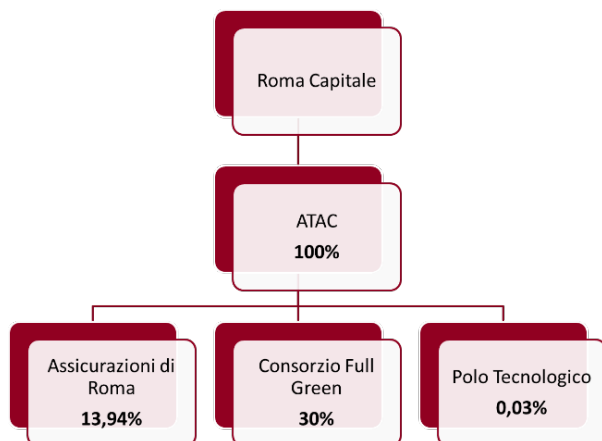 Roma Capitale
ATAC
100%
Assicurazioni di
Roma
13,94%
Consorzio Full
Green
30%
Polo Tecnologico
0,03%